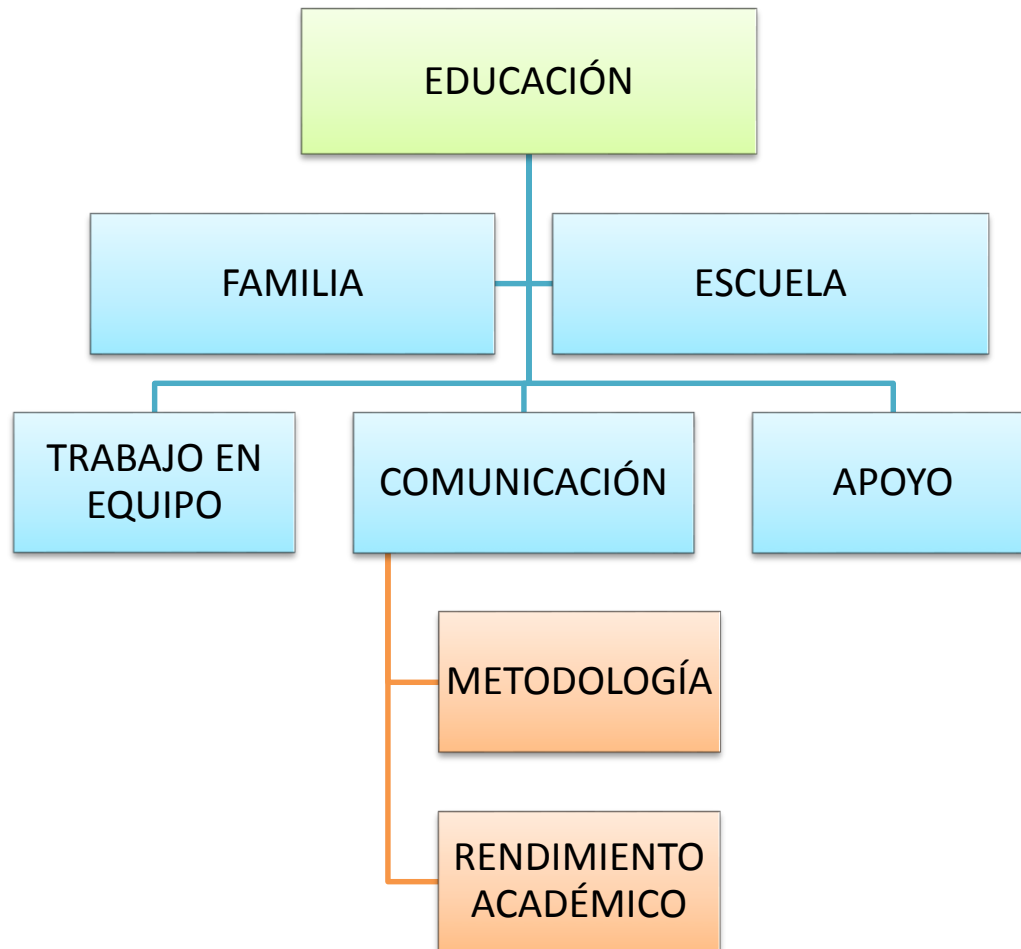 EDUCACIÓN
FAMILIA
ESCUELA
TRABAJO EN
EQUIPO
COMUNICACIÓN
APOYO
METODOLOGÍA
RENDIMIENTO
ACADÉMICO